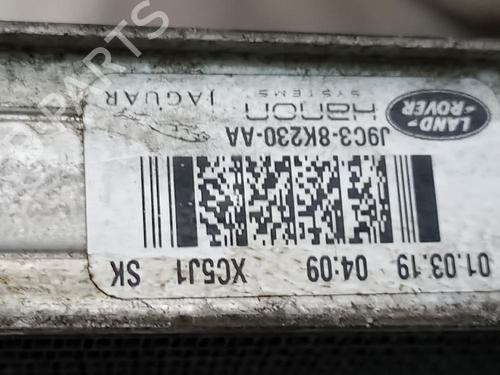 LAND-
ROVER
Hanon
SYSTEMS
JAGUAR
J9C3-8K230-AA
01.03.19 04:09 XC5J1 SK